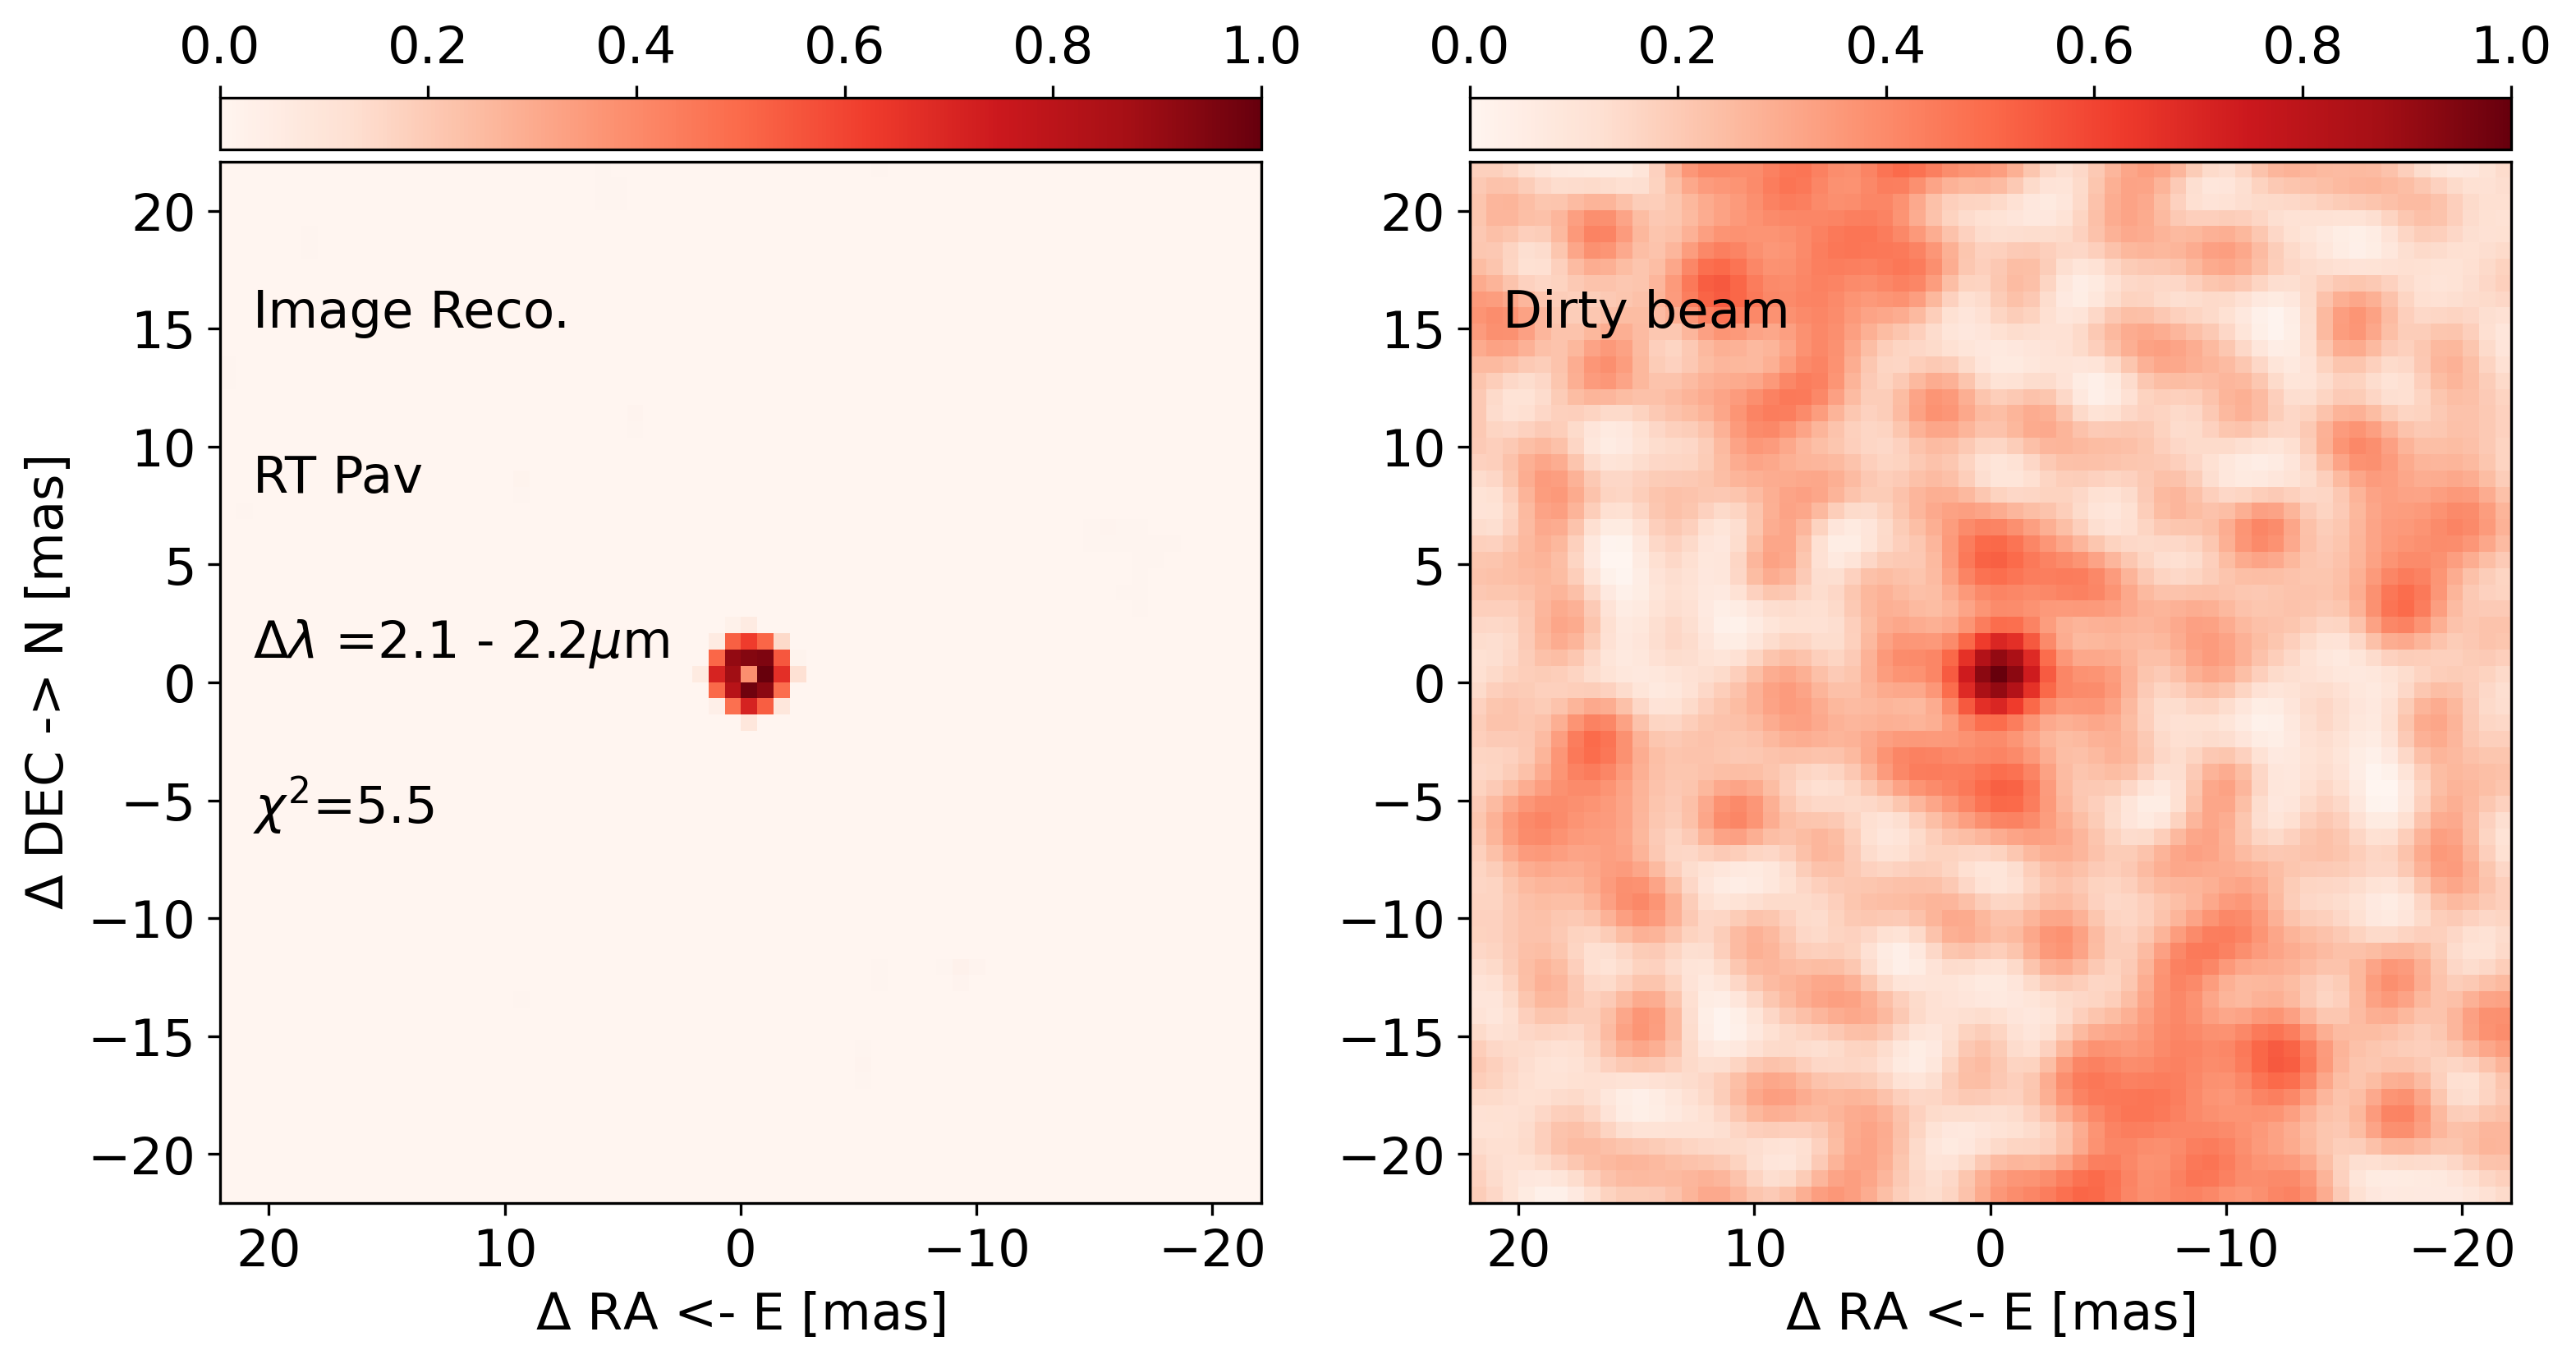 0.0 0.2 0.4 0.6 0.8 1.0
0.0 0.2 0.4 0.6 0.8 1.0
Δ DEC -> N [mas]
20
15
10
5
0
−5
−10
−15
−20
Image Reco.
RT Pav
Δλ =2.1 - 2.2μm
χ²=5.5
20 10 0 −10 −20
Δ RA <- E [mas]
20
15
10
5
0
−5
−10
−15
−20
Dirty beam
20 10 0 −10 −20
Δ RA <- E [mas]